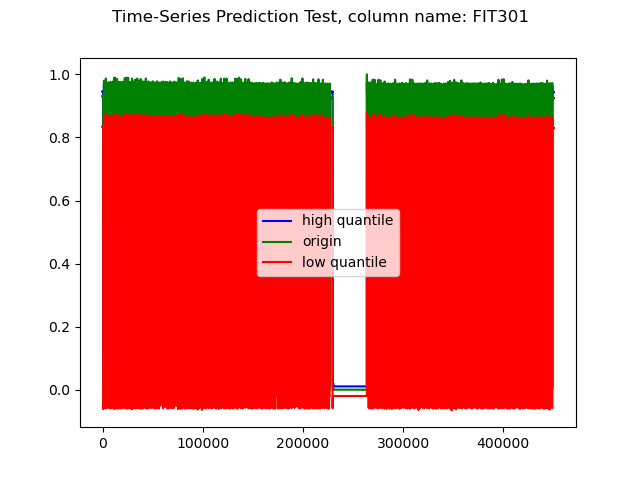 Time-Series Prediction Test, column name: FIT301
1.0
0.8
0.6
0.4
0.2
0.0
high quantile
origin
low quantile
0 100000 200000 300000 400000